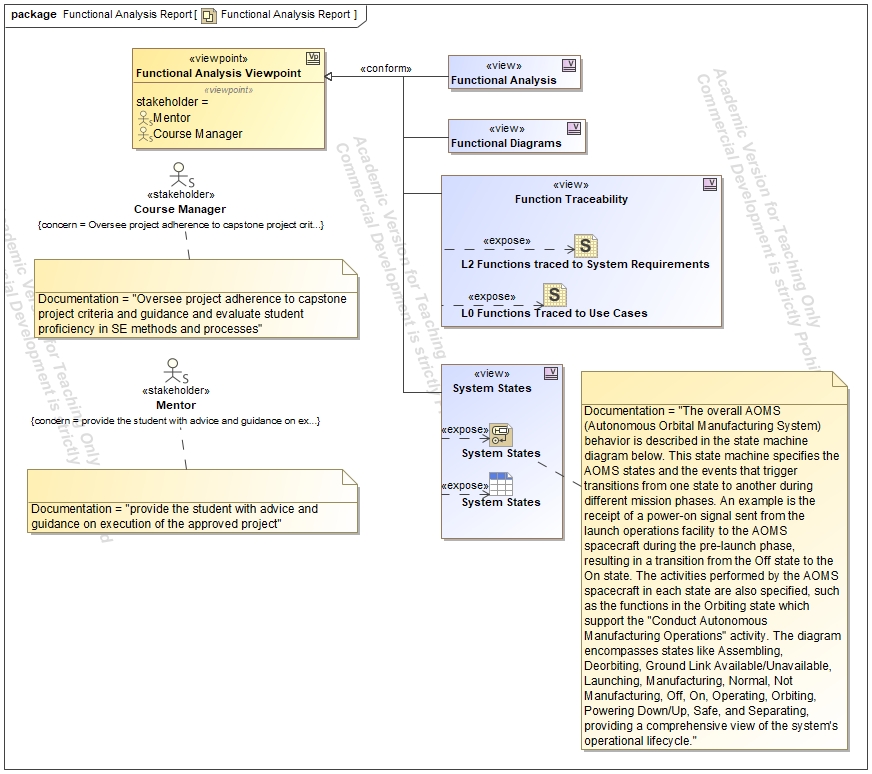 package Functional Analysis Report [ Functional Analysis Report ]
«viewpoint»
Vp
Functional Analysis Viewpoint
«viewpoint»
stakeholder =
S Mentor
S Course Manager
«conform»
«view»
V
Functional Analysis
«view»
V
Functional Diagrams
«view»
V
Function Traceability
«expose»
S
L2 Functions traced to System Requirements
«expose»
S
L0 Functions Traced to Use Cases
S
«stakeholder»
Course Manager
{concern = Oversee project adherence to capstone project crit...}
Documentation = "Oversee project adherence to capstone
project criteria and guidance and evaluate student
proficiency in SE methods and processes"
S
«stakeholder»
Mentor
{concern = provide the student with advice and guidance on ex...}
Documentation = "provide the student with advice and
guidance on execution of the approved project"
«view»
V
System States
«expose»
System States
«expose»
System States
Documentation = "The overall AOMS
(Autonomous Orbital Manufacturing System)
behavior is described in the state machine
diagram below. This state machine specifies the
AOMS states and the events that trigger
transitions from one state to another during
different mission phases. An example is the
receipt of a power-on signal sent from the
launch operations facility to the AOMS
spacecraft during the pre-launch phase,
resulting in a transition from the Off state to the
On state. The activities performed by the AOMS
spacecraft in each state are also specified, such
as the functions in the Orbiting state which
support the "Conduct Autonomous
Manufacturing Operations" activity. The diagram
encompasses states like Assembling,
Deorbiting, Ground Link Available/Unavailable,
Launching, Manufacturing, Normal, Not
Manufacturing, Off, On, Operating, Orbiting,
Powering Down/Up, Safe, and Separating,
providing a comprehensive view of the system's
operational lifecycle."
Academic Version for Teaching Only
Commercial Development is strictly Prohi
Academic Version for Teaching
Commercial Development is strictly
for Teaching Only
is strictly